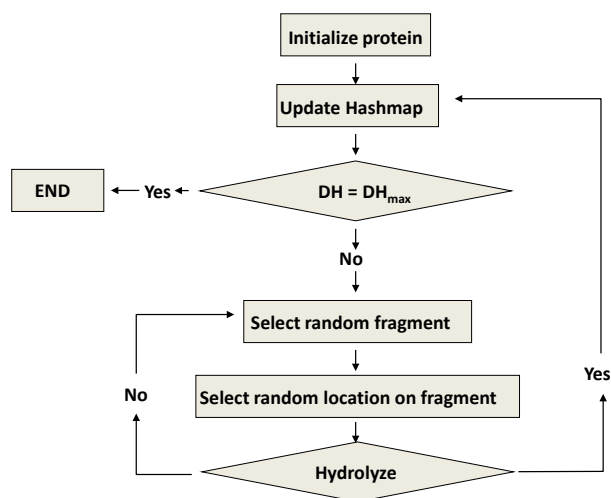 Initialize protein
Update Hashmap
END
Yes
DH = DHmax
No
Select random fragment
Select random location on fragment
No
Yes
Hydrolyze